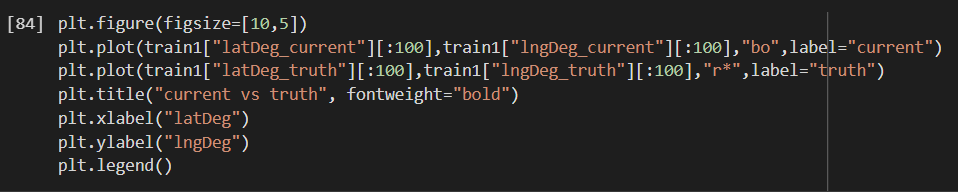 [84] plt.figure(figsize=[10,5])
plt.plot(train1["latDeg_current"][:100],train1["lngDeg_current"][:100],"bo",label="current")
plt.plot(train1["latDeg_truth"][:100],train1["lngDeg_truth"][:100],"r*",label="truth")
plt.title("current vs truth", fontweight="bold")
plt.xlabel("latDeg")
plt.ylabel("lngDeg")
plt.legend()